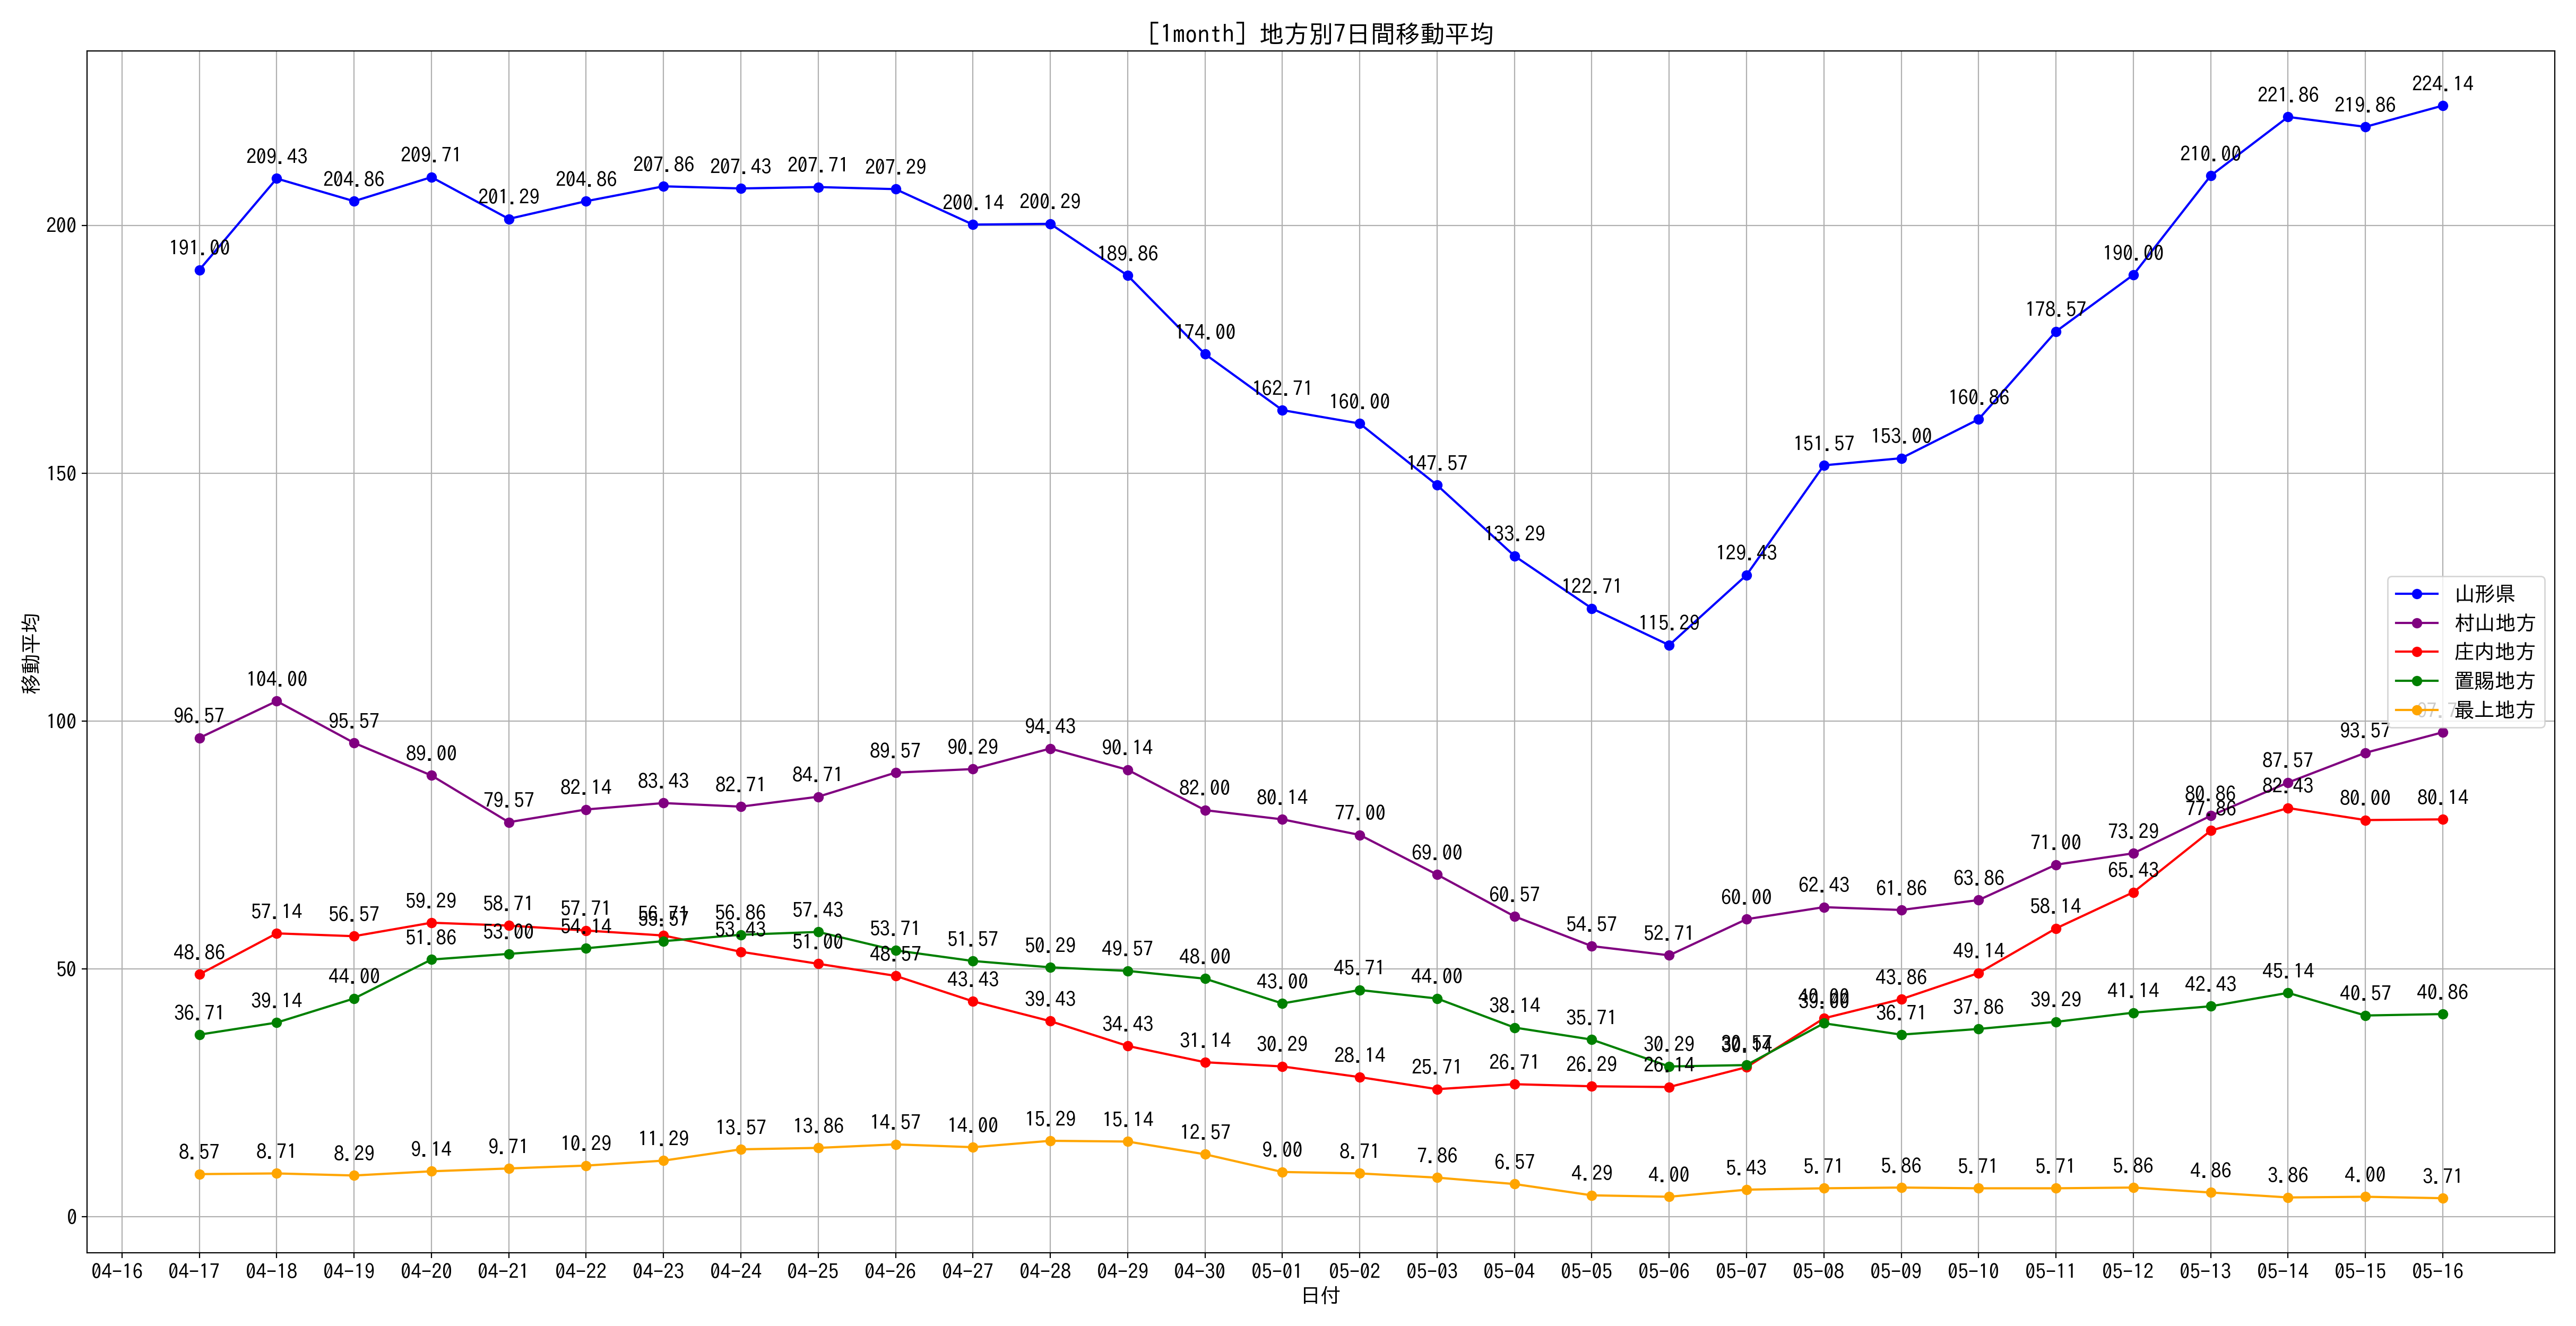 [1month] 地方別7日間移動平均
移動平均
200
150
100
50
0
191.00 209.43 204.86 209.71 201.29 204.86 207.86 207.43 207.71 207.29 200.14 200.29 189.86 174.00 162.71 160.00 147.57 133.29 122.71 115.29 129.43 151.57 153.00 160.86 178.57 190.00 210.00 221.86 219.86 224.14
96.57 104.00 95.57 89.00 79.57 82.14 83.43 82.71 84.71 89.57 90.29 94.43 90.14 82.00 80.14 77.00 69.00 60.57 54.57 52.71 60.00 62.43 61.86 63.86 71.00 73.29 80.86 87.57 93.57
48.86 57.14 56.57 59.29 58.71 57.71 56.71 53.43 51.00 48.57 43.43 39.43 34.43 31.14 30.29 28.14 25.71 26.71 26.29 26.14 30.14 40.00 43.86 49.14 58.14 65.43 77.86 82.43 80.00 80.14
36.71 39.14 44.00 51.86 53.00 54.14 55.57 56.86 57.43 53.71 51.57 50.29 49.57 48.00 43.00 45.71 44.00 38.14 35.71 30.29 30.57 39.00 36.71 37.86 39.29 41.14 42.43 45.14 40.57 40.86
8.57 8.71 8.29 9.14 9.71 10.29 11.29 13.57 13.86 14.57 14.00 15.29 15.14 12.57 9.00 8.71 7.86 6.57 4.29 4.00 5.43 5.71 5.86 5.71 5.71 5.86 4.86 3.86 4.00 3.71
山形県
村山地方
庄内地方
置賜地方
最上地方
04-16 04-17 04-18 04-19 04-20 04-21 04-22 04-23 04-24 04-25 04-26 04-27 04-28 04-29 04-30 05-01 05-02 05-03 05-04 05-05 05-06 05-07 05-08 05-09 05-10 05-11 05-12 05-13 05-14 05-15 05-16
日付